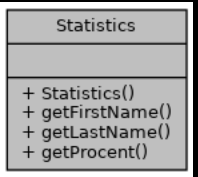 Statistics
+ Statistics()
+ getFirstName()
+ getLastName()
+ getProcent()